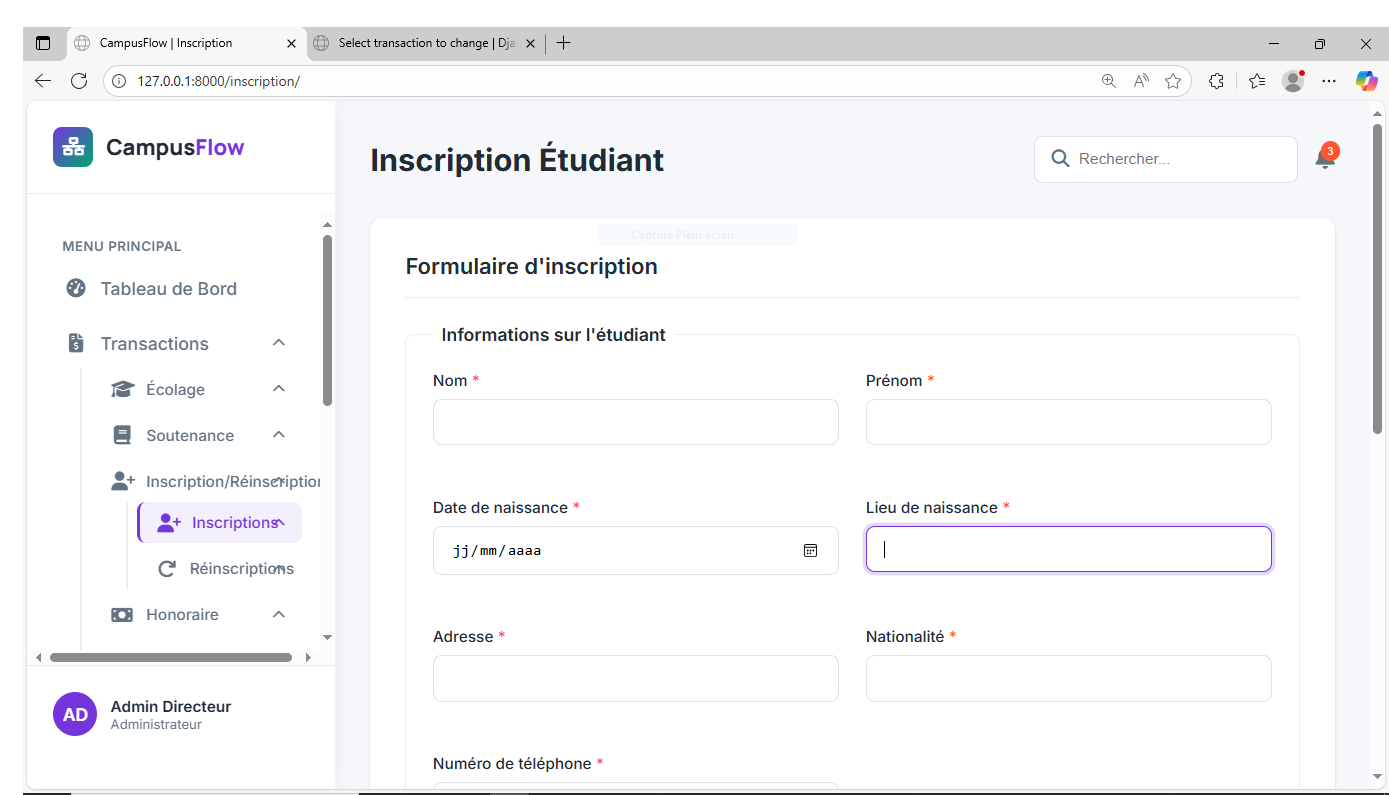 CampusFlow | Inscription
Select transaction to change | Dja
127.0.0.1:8000/inscription/
CampusFlow
Inscription Étudiant
Rechercher...
3
MENU PRINCIPAL
Capture Plein écran
Formulaire d'inscription
Tableau de Bord
Informations sur l'étudiant
Transactions
Nom *
Prénom *
Écolage
Soutenance
Inscription/Réinscription
Date de naissance *
Lieu de naissance *
Inscriptions
jj/mm/aaaa
Réinscriptions
Honoraire
Adresse *
Nationalité *
AD
Admin Directeur
Administrateur
Numéro de téléphone *